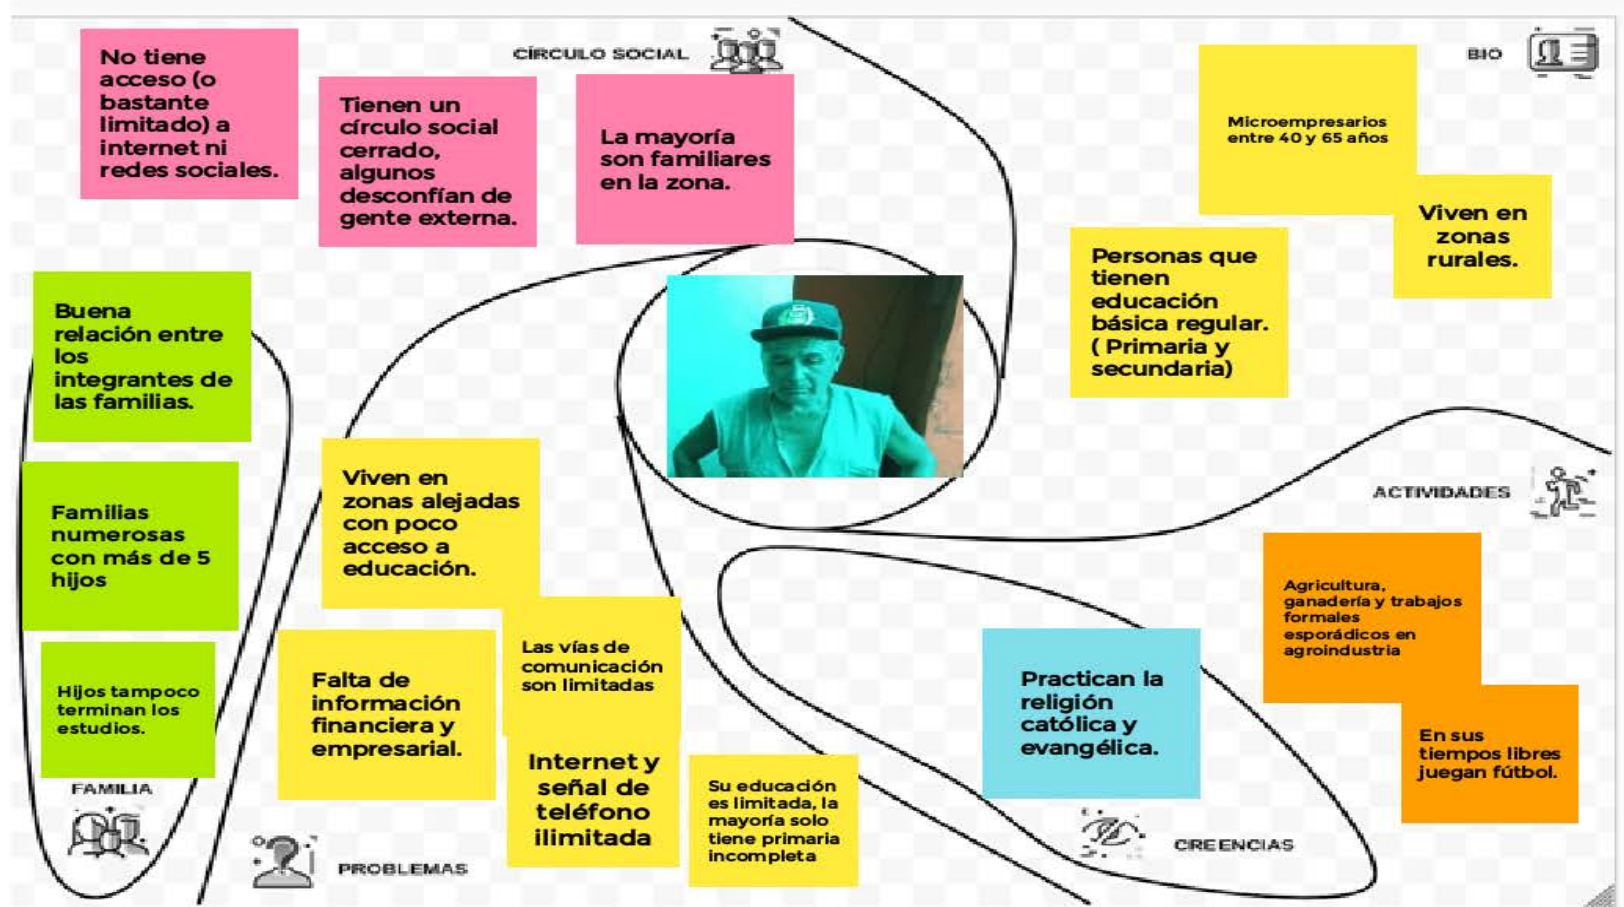 CÍRCULO SOCIAL
No tiene
acceso (o
bastante
limitado) a
internet ni
redes sociales.
Tienen un
círculo social
cerrado,
algunos
desconfían de
gente externa.
La mayoría
son familiares
en la zona.
BIO
Microempresarios
entre 40 y 65 años
Viven en
zonas
rurales.
Personas que
tienen
educación
básica regular.
( Primaria y
secundaria)
Buena
relación entre
los
integrantes de
las familias.
Familias
numerosas
con más de 5
hijos
Hijos tampoco
terminan los
estudios.
FAMILIA
Viven en
zonas alejadas
con poco
acceso a
educación.
Falta de
información
financiera y
empresarial.
Las vías de
comunicación
son limitadas
Internet y
señal de
teléfono
ilimitada
Su educación
es limitada, la
mayoría solo
tiene primaria
incompleta
PROBLEMAS
Practican la
religión
católica y
evangélica.
CREENCIAS
ACTIVIDADES
Agricultura,
ganadería y trabajos
formales
esporádicos en
agroindustria
En sus
tiempos libres
juegan fútbol.